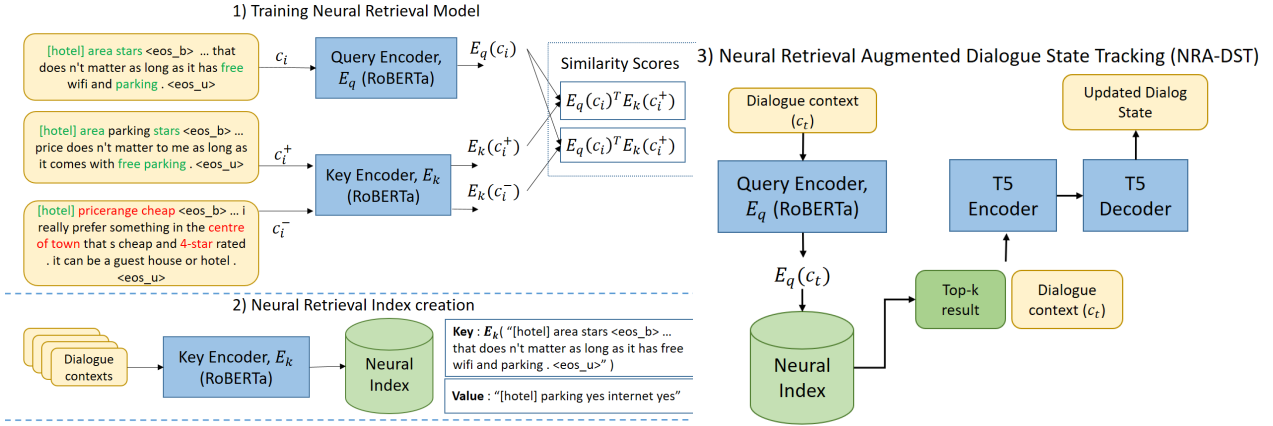 1) Training Neural Retrieval Model
[hotel] area stars <eos_b> ... that
does n't matter as long as it has free
wifi and parking . <eos_u>
c_i
Query Encoder,
E_q (RoBERTa)
E_q(c_i)
[hotel] area parking stars <eos_b> ...
price does n't matter to me as long as
it comes with free parking . <eos_u>
c_i^+
[hotel] pricerange cheap <eos_b> ... i
really prefer something in the centre
of town that s cheap and 4-star rated
. it can be a guest house or hotel .
<eos_u>
c_i^-
Key Encoder, E_k
(RoBERTa)
E_k(c_i^+)
E_k(c_i^-)
Similarity Scores
E_q(c_i)^T E_k(c_i^+)
E_q(c_i)^T E_k(c_i^+)
2) Neural Retrieval Index creation
Dialogue
contexts
Key Encoder, E_k
(RoBERTa)
Neural
Index
Key : E_k( “[hotel] area stars <eos_b> ...
that does n't matter as long as it has free
wifi and parking . <eos_u>” )
Value : “[hotel] parking yes internet yes”
3) Neural Retrieval Augmented Dialogue State Tracking (NRA-DST)
Dialogue context
(c_t)
Query Encoder,
E_q (RoBERTa)
E_q(c_t)
Neural
Index
Top-k
result
Dialogue
context (c_t)
T5
Encoder
T5
Decoder
Updated Dialog
State